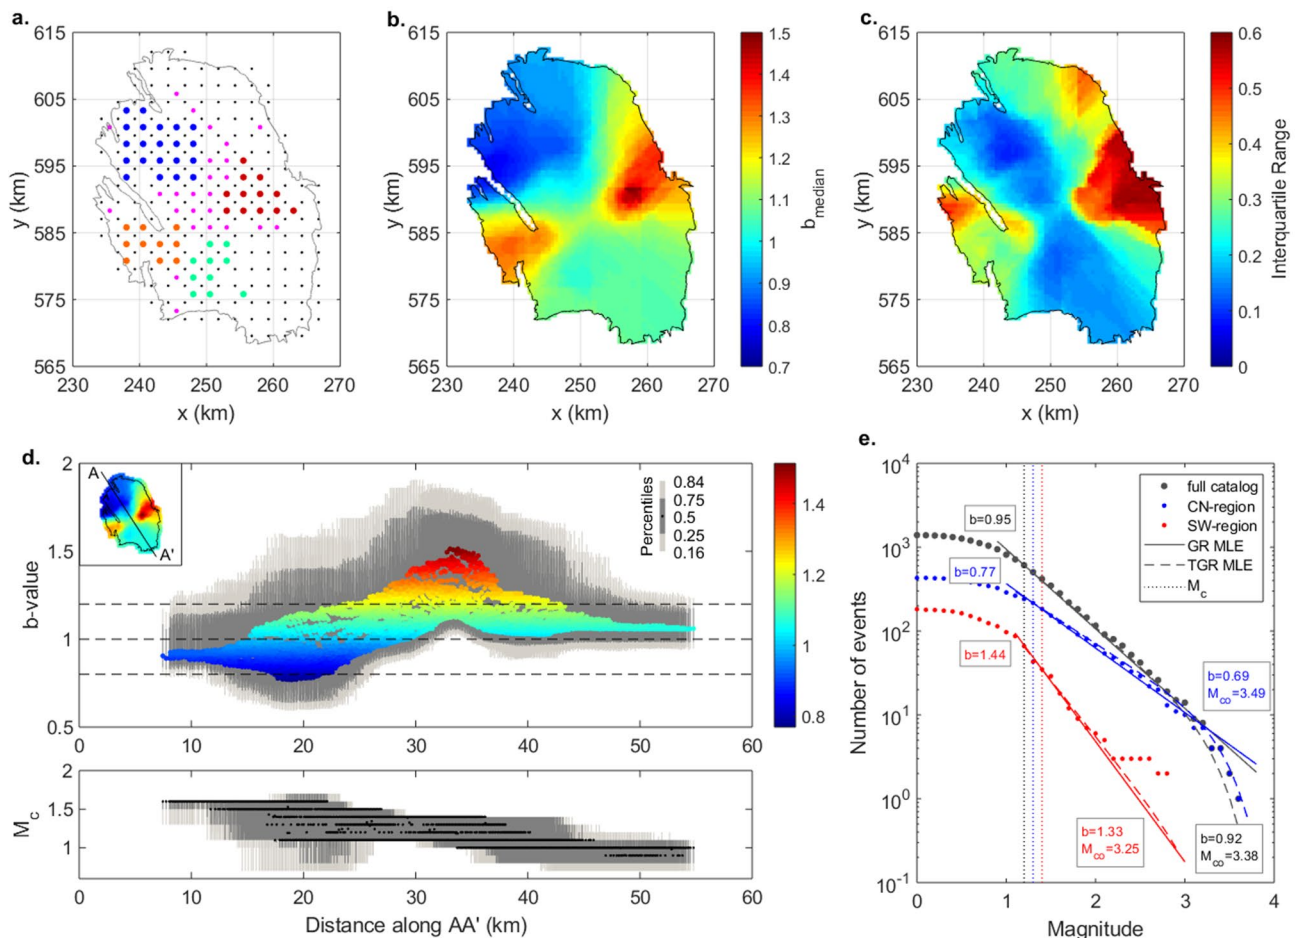 a.
615
605
595
585
575
565
y (km)
230 240 250 260 270
x (km)
b.
615
605
595
585
575
565
y (km)
230 240 250 260 270
x (km)
1.5
1.4
1.3
1.2
1.1
1
0.9
0.8
0.7
b_median
c.
615
605
595
585
575
565
y (km)
230 240 250 260 270
x (km)
0.6
0.5
0.4
0.3
0.2
0.1
0
Interquartile Range
d.
2
1.5
1
0.5
b-value
A
A'
Percentiles
0.84
0.75
0.5
0.25
0.16
0 10 20 30 40 50 60
1.4
1.2
1
0.8
2
1.5
1
M_c
0 10 20 30 40 50 60
Distance along AA' (km)
e.
10^4
10^3
10^2
10^1
10^0
10^-1
Number of events
full catalog
CN-region
SW-region
GR MLE
TGR MLE
M_c
b=0.95
b=0.77
b=1.44
b=0.69
M_∞=3.49
b=1.33
M_∞=3.25
b=0.92
M_∞=3.38
0 1 2 3 4
Magnitude